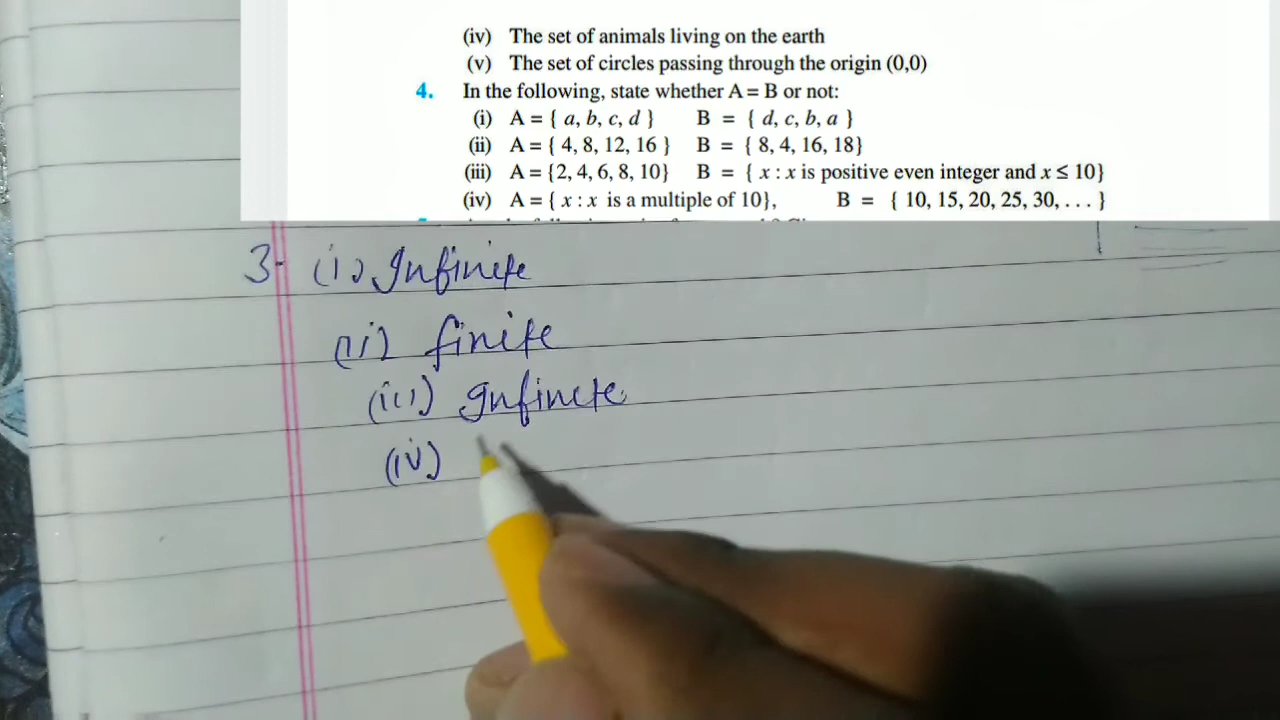 (iv) The set of animals living on the earth
(v) The set of circles passing through the origin (0,0)
4. In the following, state whether A = B or not:
(i) A = { a, b, c, d } B = { d, c, b, a }
(ii) A = { 4, 8, 12, 16 } B = { 8, 4, 16, 18}
(iii) A = {2, 4, 6, 8, 10} B = { x : x is positive even integer and x ≤ 10}
(iv) A = { x : x is a multiple of 10}, B = { 10, 15, 20, 25, 30, . . . }
3- (i) Infinite
(ii) finite
(iii) Infinite
(iv)